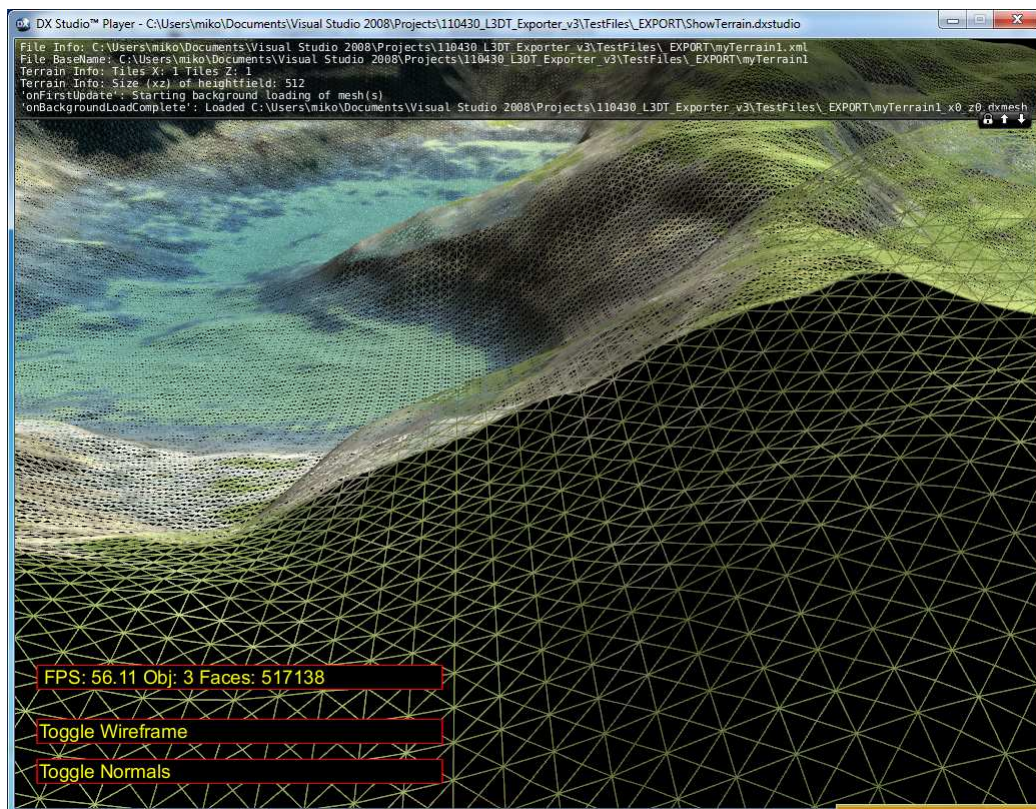 DX Studio™ Player - C:\Users\miko\Documents\Visual Studio 2008\Projects\110430_L3DT_Exporter_v3\TestFiles\_EXPORT\ShowTerrain.dxstudio
File Info: C:\Users\miko\Documents\Visual Studio 2008\Projects\110430_L3DT_Exporter_v3\TestFiles\_EXPORT\myTerrain1.xml
File BaseName: C:\Users\miko\Documents\Visual Studio 2008\Projects\110430_L3DT_Exporter_v3\TestFiles\_EXPORT\myTerrain1
Terrain Info: Tiles X: 1 Tiles Z: 1
Terrain Info: Size (xz) of heightfield: 512
'onFirstUpdate': Starting background loading of mesh(s)
'onBackgroundLoadComplete': Loaded C:\Users\miko\Documents\Visual Studio 2008\Projects\110430_L3DT_Exporter_v3\TestFiles\_EXPORT\myTerrain1_x0_z0.dxmesh
FPS: 56.11 Obj: 3 Faces: 517138
Toggle Wireframe
Toggle Normals